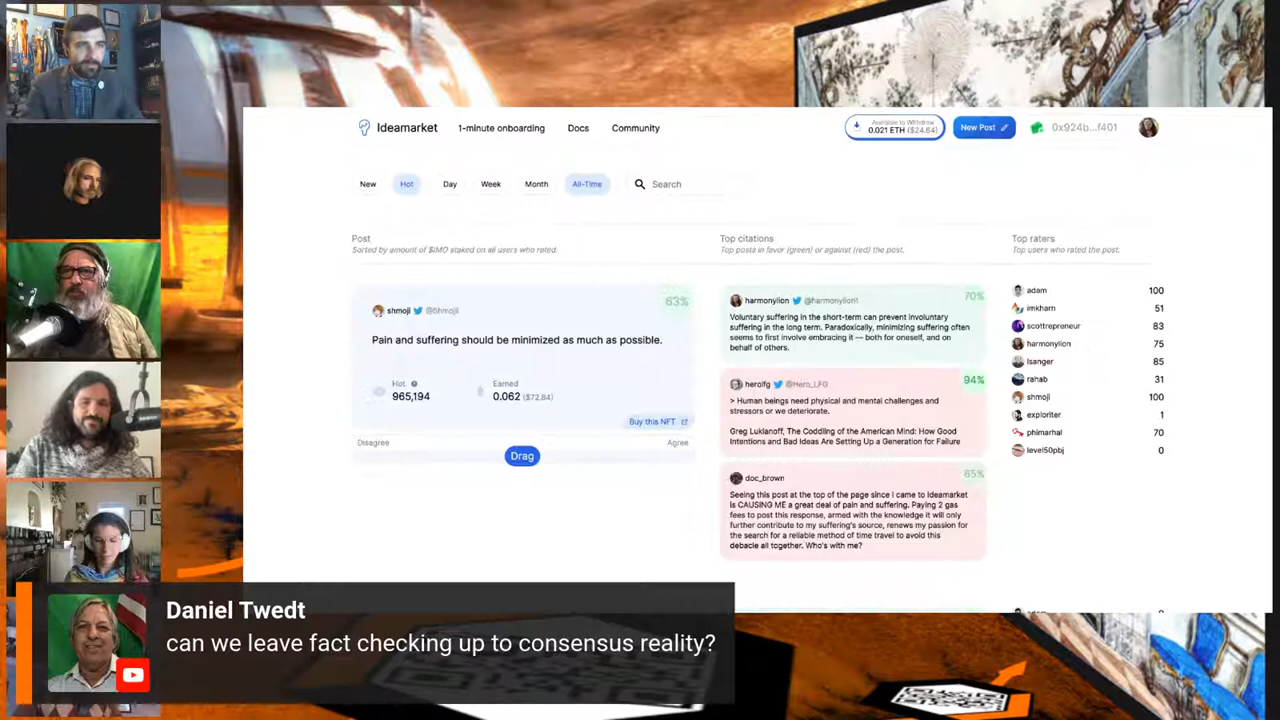 Ideamarket
1-minute onboarding
Docs
Community
Available to Withdraw
0.021 ETH ($24.64)
New Post
0x924b...f401
New
Hot
Day
Week
Month
All-Time
Search
Post
Sorted by amount of $IMO staked on all users who rated.
Top citations
Top posts in favor (green) or against (red) the post.
Top raters
Top users who rated the post.
shmoji @Shmoji
63%
Pain and suffering should be minimized as much as possible.
Hot
965,194
Earned
0.062 ($72.84)
Buy this NFT
Disagree
Agree
Drag
harmonylion @harmonylion1
70%
Voluntary suffering in the short-term can prevent involuntary
suffering in the long term. Paradoxically, minimizing suffering often
seems to first involve embracing it — both for oneself, and on
behalf of others.
herolfg @Hero_LFG
94%
> Human beings need physical and mental challenges and
stressors or we deteriorate.
Greg Lukianoff, The Coddling of the American Mind: How Good
Intentions and Bad Ideas Are Setting Up a Generation for Failure
doc_brown
65%
Seeing this post at the top of the page since I came to Ideamarket
is CAUSING ME a great deal of pain and suffering. Paying 2 gas
fees to post this response, armed with the knowledge it will only
further contribute to my suffering's source, renews my passion for
the search for a reliable method of time travel to avoid this
debacle all together. Who's with me?
adam 100
imkharn 51
scottrepreneur 83
harmonylion 75
lsanger 85
rahab 31
shmoji 100
exploriter 1
phimarhal 70
level50pbj 0
Daniel Twedt
can we leave fact checking up to consensus reality?